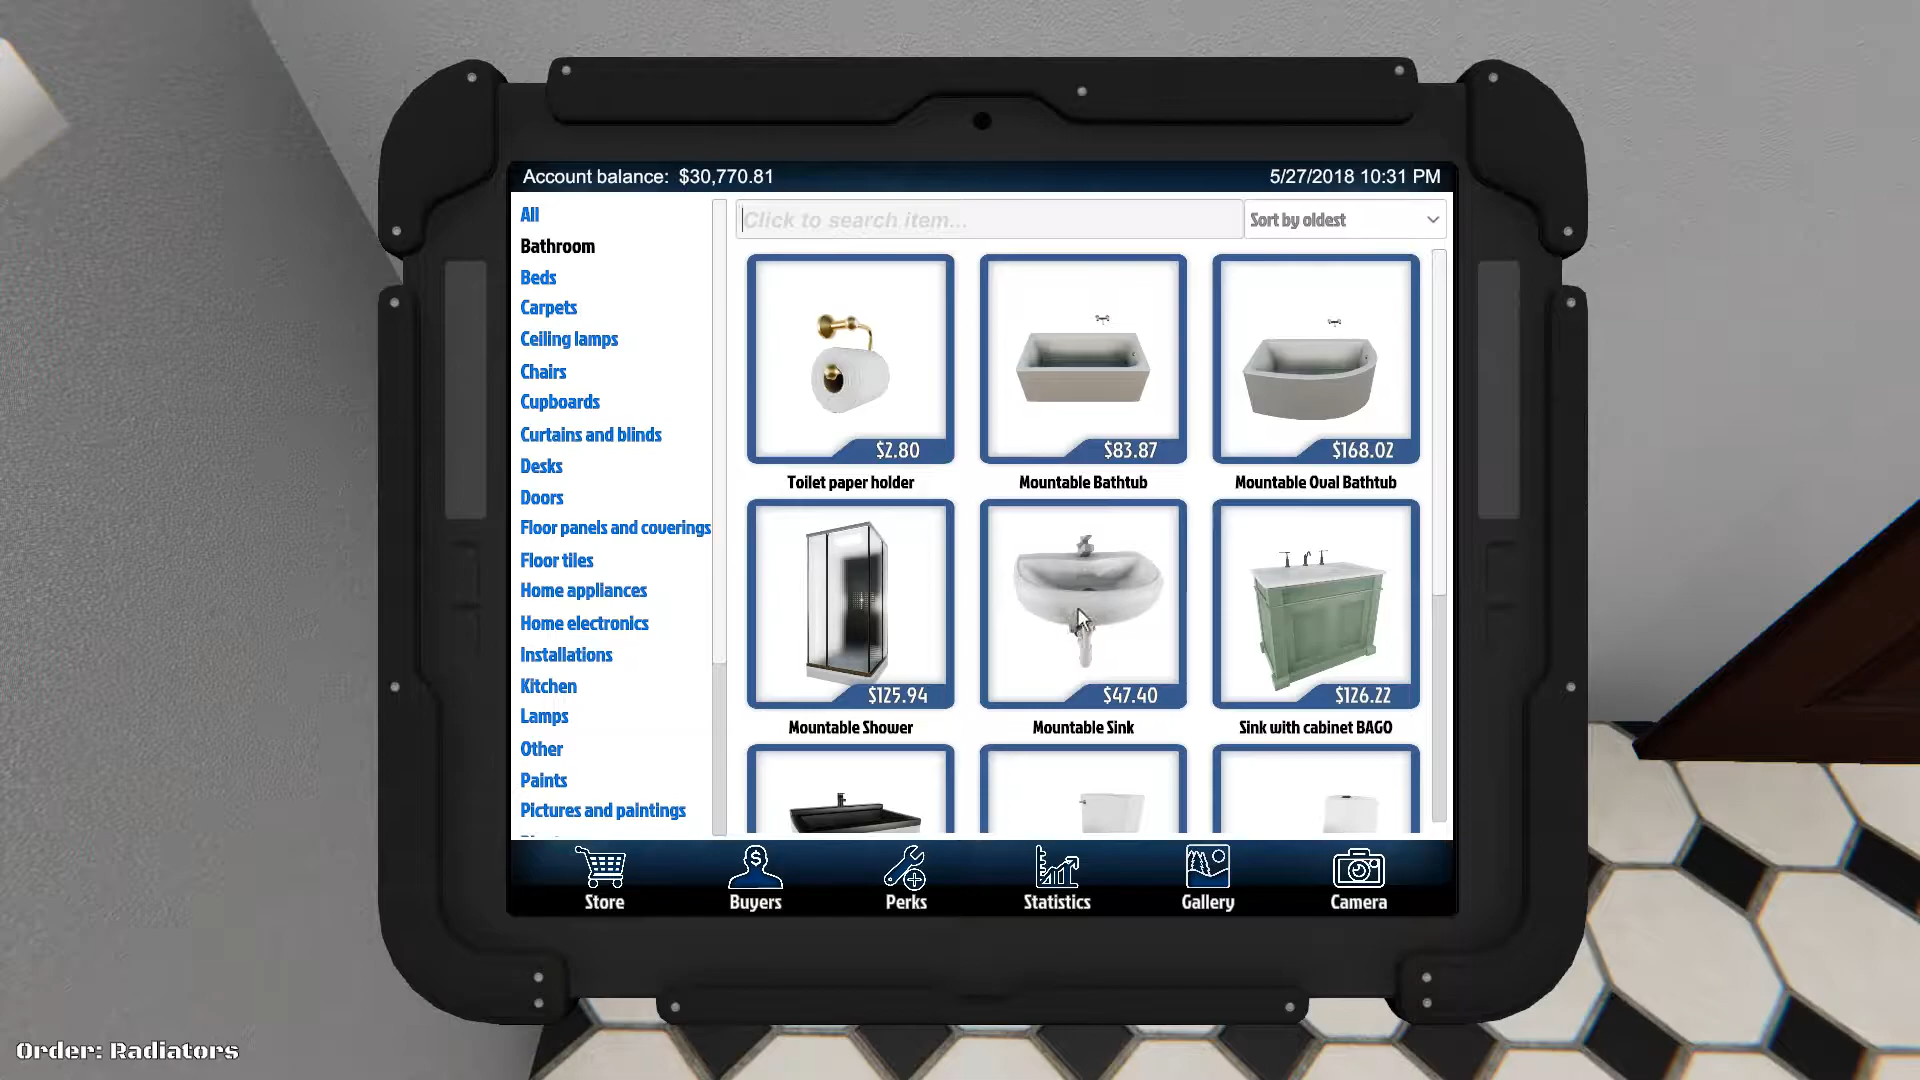 Account balance: $30,770.81
5/27/2018 10:31 PM
All
Bathroom
Beds
Carpets
Ceiling lamps
Chairs
Cupboards
Curtains and blinds
Desks
Doors
Floor panels and coverings
Floor tiles
Home appliances
Home electronics
Installations
Kitchen
Lamps
Other
Paints
Pictures and paintings
Click to search item...
Sort by oldest
$2.80
$83.87
$168.02
Toilet paper holder
Mountable Bathtub
Mountable Oval Bathtub
$125.94
$47.40
$126.22
Mountable Shower
Mountable Sink
Sink with cabinet BAGO
Store
Buyers
Perks
Statistics
Gallery
Camera
Order: Radiators